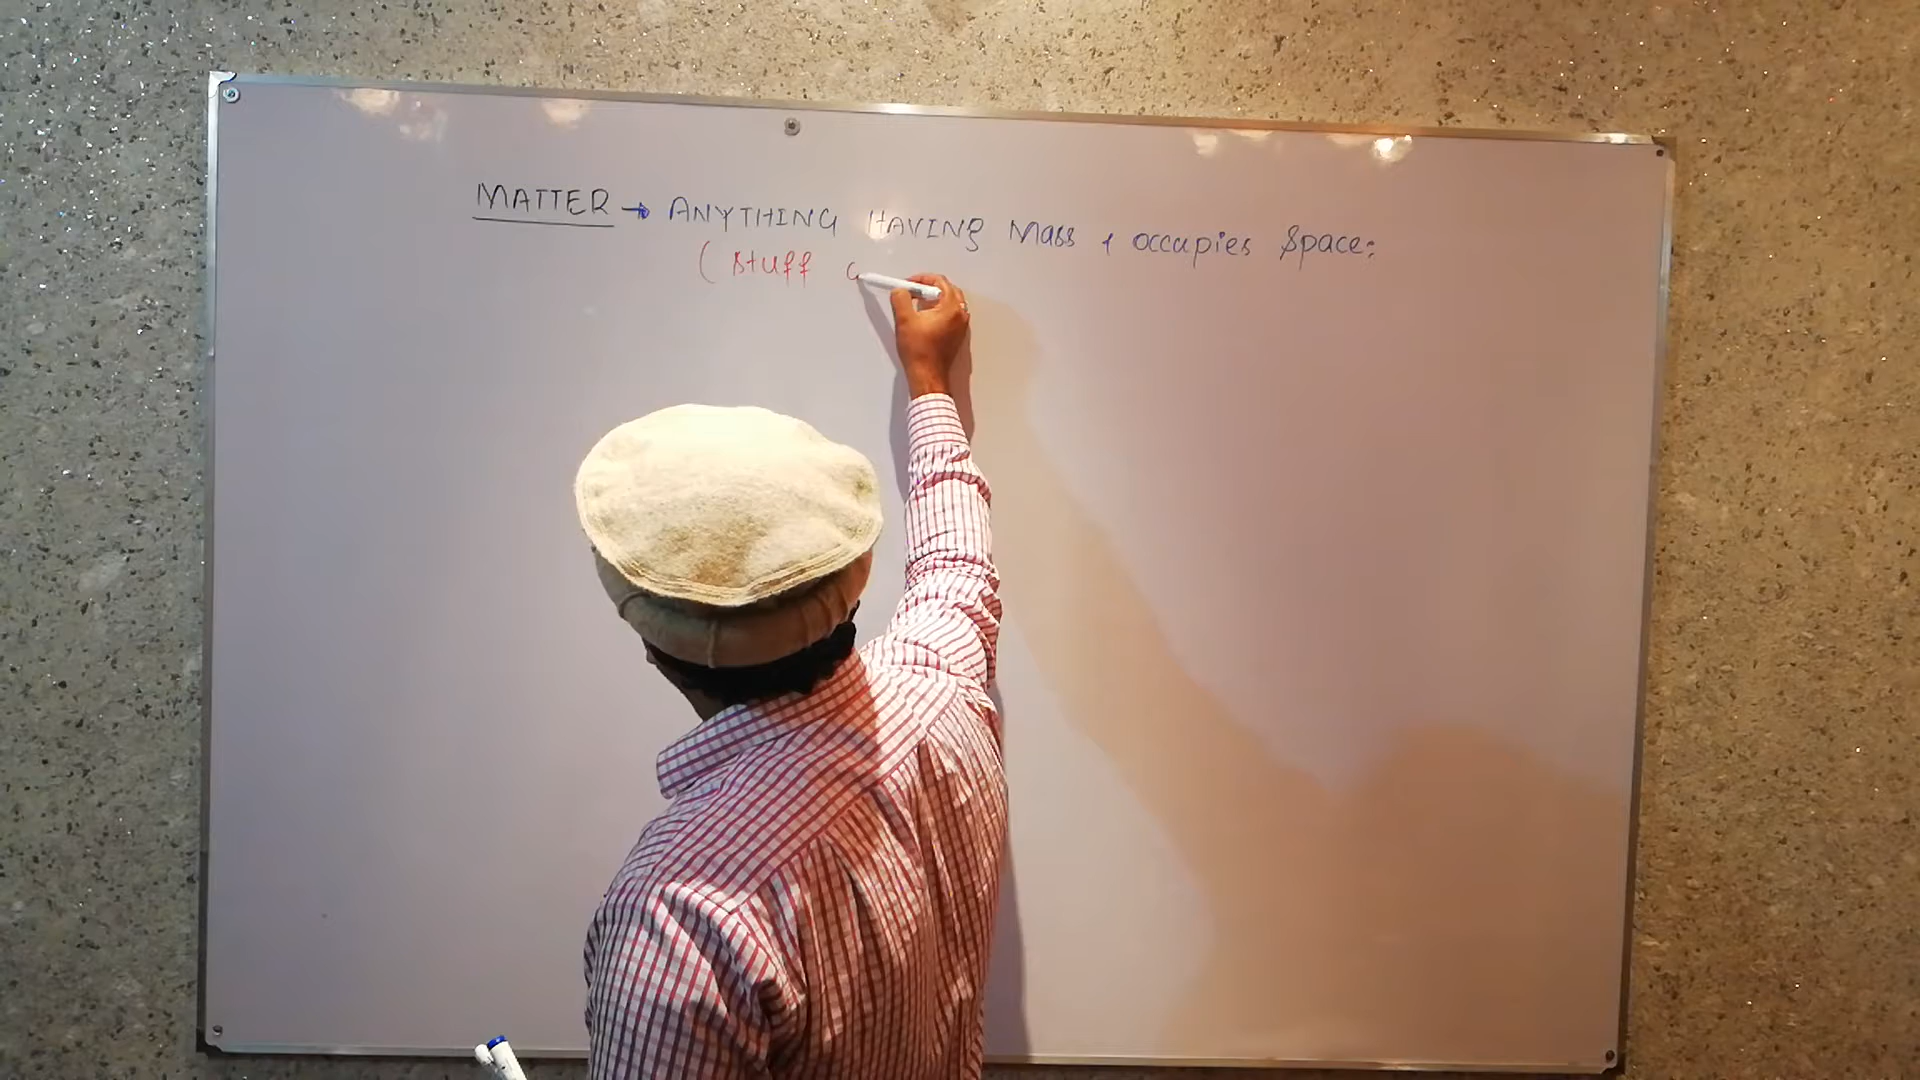 MATTER → ANYTHING HAVING Mass & occupies Space:
( stuff